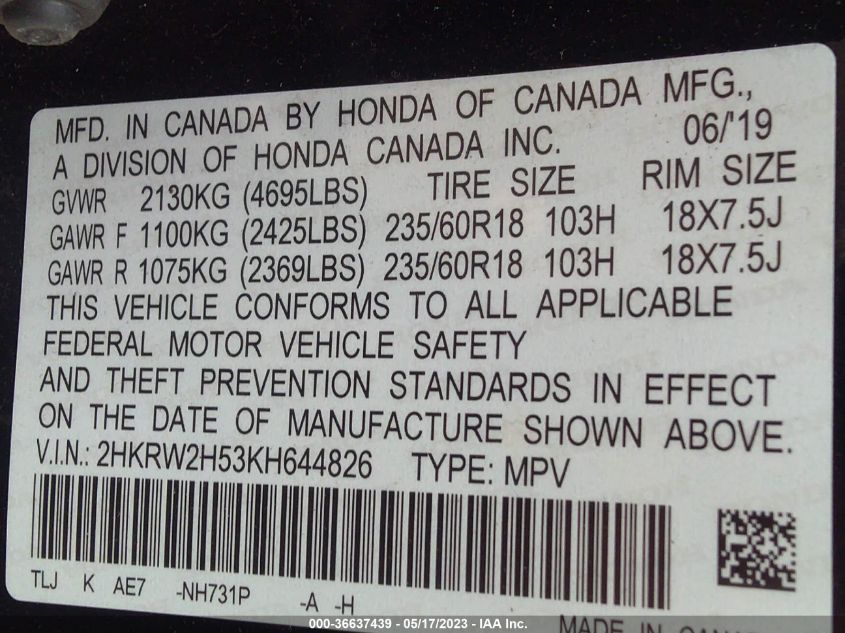 MFD. IN CANADA BY HONDA OF CANADA MFG.,
A DIVISION OF HONDA CANADA INC. 06/'19
GVWR 2130KG (4695LBS) TIRE SIZE RIM SIZE
GAWR F 1100KG (2425LBS) 235/60R18 103H 18X7.5J
GAWR R 1075KG (2369LBS) 235/60R18 103H 18X7.5J
THIS VEHICLE CONFORMS TO ALL APPLICABLE
FEDERAL MOTOR VEHICLE SAFETY
AND THEFT PREVENTION STANDARDS IN EFFECT
ON THE DATE OF MANUFACTURE SHOWN ABOVE.
V.I.N.: 2HKRW2H53KH644826 TYPE: MPV
TLJ K AE7 -NH731P -A -H
MADE IN
000-36637439 - 05/17/2023 - IAA Inc.